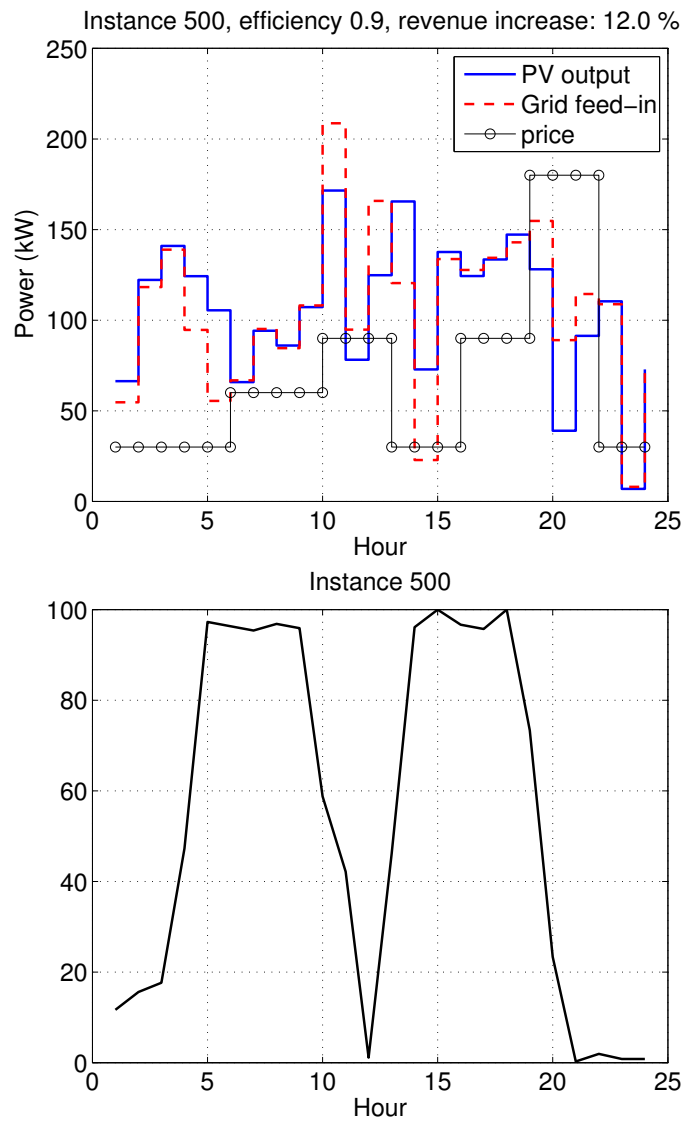 Instance 500, efficiency 0.9, revenue increase: 12.0 %
250
200
150
100
50
0
Power (kW)
PV output
Grid feed-in
price
0 5 10 15 20 25
Hour
Instance 500
100
80
60
40
20
0
0 5 10 15 20 25
Hour